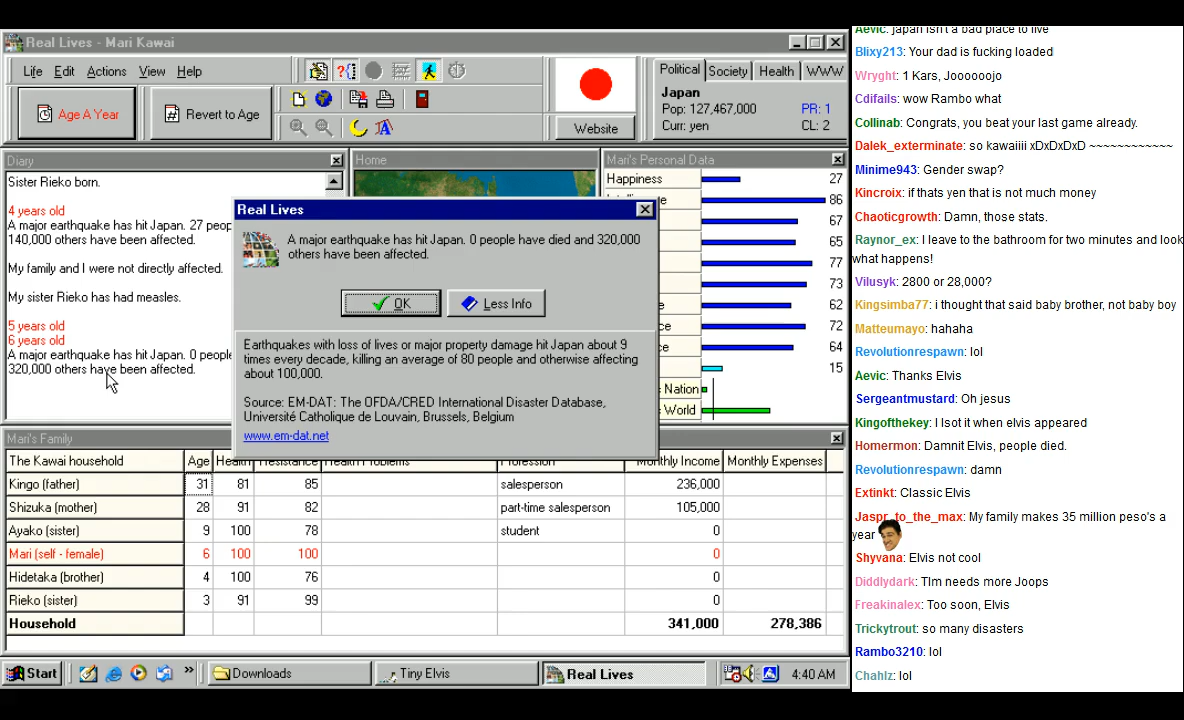 Real Lives - Mari Kawai
Life Edit Actions View Help
Age A Year
Revert to Age
Website
Political Society Health WWW
Japan
Pop: 127,467,000 PR: 1
Curr: yen CL: 2
Diary
Sister Rieko born.
4 years old
A major earthquake has hit Japan. 27 peop
140,000 others have been affected.
My family and I were not directly affected.
My sister Rieko has had measles.
5 years old
6 years old
A major earthquake has hit Japan. 0 people
320,000 others have been affected.
Home
Mari's Personal Data
Happiness 27
86
67
65
77
73
62
72
64
15
Nation
World
Real Lives
A major earthquake has hit Japan. 0 people have died and 320,000
others have been affected.
OK
Less Info
Earthquakes with loss of lives or major property damage hit Japan about 9
times every decade, killing an average of 80 people and otherwise affecting
about 100,000.
Source: EM-DAT: The OFDA/CRED International Disaster Database,
Université Catholique de Louvain, Brussels, Belgium
www.em-dat.net
Mari's Family
The Kawai household Age Health Resistance Health Problems Profession Monthly Income Monthly Expenses
Kingo (father) 31 81 85 salesperson 236,000
Shizuka (mother) 28 91 82 part-time salesperson 105,000
Ayako (sister) 9 100 78 student 0
Mari (self - female) 6 100 100 0
Hidetaka (brother) 4 100 76 0
Rieko (sister) 3 91 99 0
Household 341,000 278,386
Start
Downloads
Tiny Elvis
Real Lives
4:40 AM
Aevic: japan isn't a bad place to live
Blixy213: Your dad is fucking loaded
Wryght: 1 Kars, Joooooojo
Cdifails: wow Rambo what
Collinab: Congrats, you beat your last game already.
Dalek_exterminate: so kawaiiii xDxDxDxD ~~~~~~~~~~~~
Minime943: Gender swap?
Kincroix: if thats yen that is not much money
Chaoticgrowth: Damn, those stats.
Raynor_ex: I leave to the bathroom for two minutes and look
what happens!
Vilusyk: 2800 or 28,000?
Kingsimba77: i thought that said baby brother, not baby boy
Matteumayo: hahaha
Revolutionrespawn: lol
Aevic: Thanks Elvis
Sergeantmustard: Oh jesus
Kingofthekey: I lsot it when elvis appeared
Homermon: Damnit Elvis, people died.
Revolutionrespawn: damn
Extinkt: Classic Elvis
Jaspr_to_the_max: My family makes 35 million peso's a
year
Shyvana: Elvis not cool
Diddlydark: TIm needs more Joops
Freakinalex: Too soon, Elvis
Trickytrout: so many disasters
Rambo3210: lol
Chahlz: lol